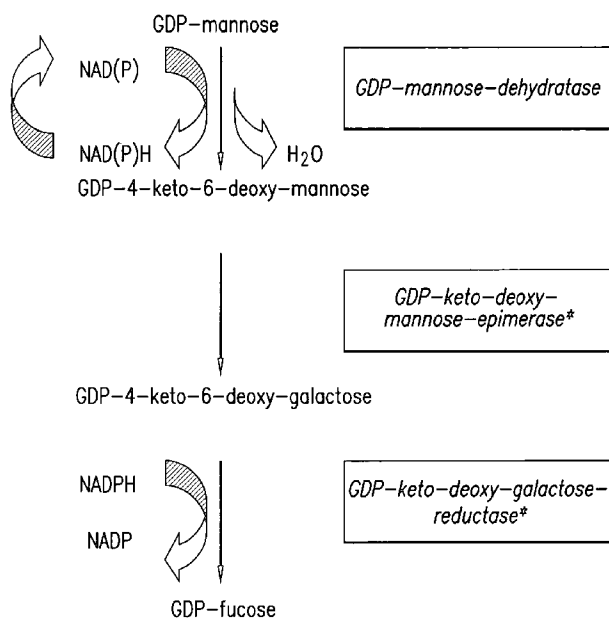 GDP-mannose
NAD(P)
GDP-mannose-dehydratase
NAD(P)H
H2O
GDP-4-keto-6-deoxy-mannose
GDP-keto-deoxy-
mannose-epimerase*
GDP-4-keto-6-deoxy-galactose
NADPH
GDP-keto-deoxy-galactose-
reductase*
NADP
GDP-fucose